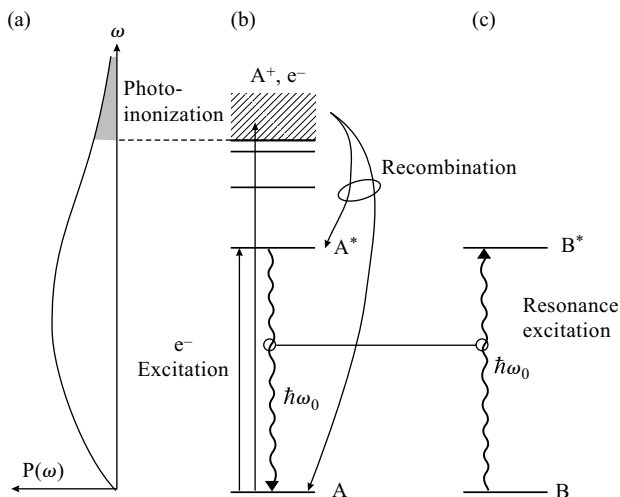 (a)
ω
(b)
(c)
A⁺, e⁻
Photo-
inonization
Recombination
A*
B*
Resonance
excitation
e⁻
Excitation
ħω₀
ħω₀
P(ω)
A
B